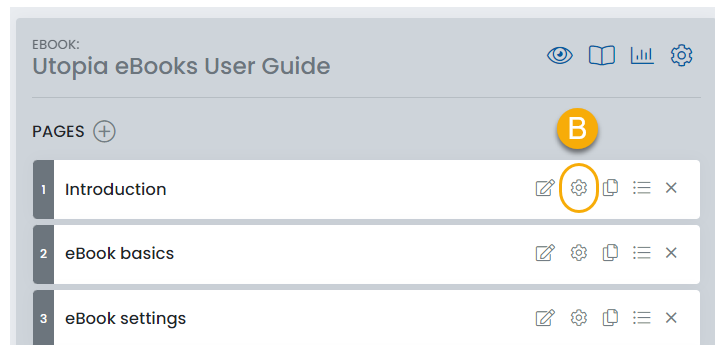 EBOOK:
Utopia eBooks User Guide
PAGES
B
1 Introduction
2 eBook basics
3 eBook settings